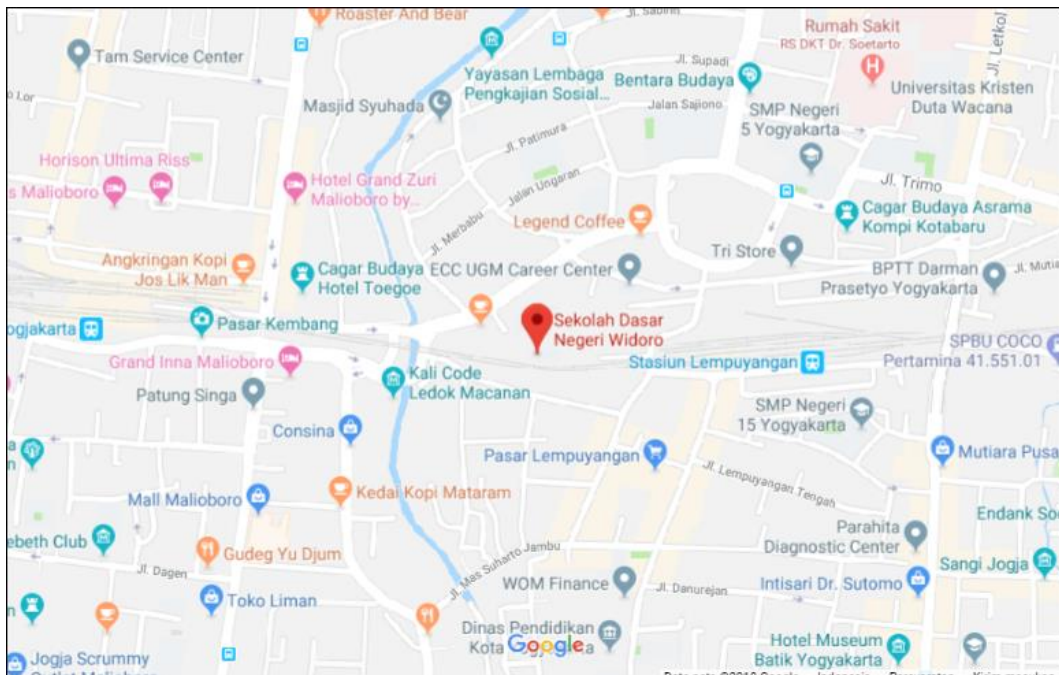 Roaster And Bear
Jl. Sabirin
Tam Service Center
Rumah Sakit
RS DKT Dr. Soetarto
Jl. Letkol
Yayasan Lembaga
Pengkajian Sosial...
Jl. Supadi
Bentara Budaya
Universitas Kristen
Duta Wacana
Lor
Masjid Syuhada
Jalan Sajiono
SMP Negeri
5 Yogyakarta
Jl. Patimura
Horison Ultima Riss
s Malioboro
Hotel Grand Zuri
Malioboro by...
Jalan Ungaran
Jl. Trimo
Legend Coffee
Cagar Budaya Asrama
Kompi Kotabaru
Jl. Merbabu
Tri Store
Angkringan Kopi
Jos Lik Man
Cagar Budaya
Hotel Toegoe
ECC UGM Career Center
BPTT Darman
Prasetyo Yogyakarta
Jl. Mutia
Sekolah Dasar
Negeri Widoro
ogjakarta
Pasar Kembang
SPBU COCO
Pertamina 41.551.01
Grand Inna Malioboro
Stasiun Lempuyangan
Kali Code
Ledok Macanan
Patung Singa
SMP Negeri
15 Yogyakarta
Consina
Pasar Lempuyangan
Mutiara Pusa
Jl. Lempuyangan Tengah
Mall Malioboro
Kedai Kopi Mataram
Endank Soe
Parahita
Diagnostic Center
ebeth Club
Gudeg Yu Djum
Jl. Mes Suharto Jambu
Sangi Jogja
Jl. Dagen
WOM Finance
Jl. Danurejan
Intisari Dr. Sutomo
Toko Liman
Dinas Pendidikan
Kota
Google
Hotel Museum
Batik Yogyakarta
Jogja Scrummy